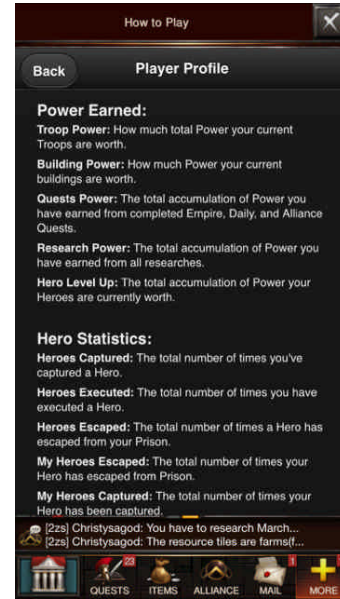 How to Play
Back
Player Profile
Power Earned:
Troop Power: How much total Power your current
Troops are worth.
Building Power: How much Power your current
buildings are worth.
Quests Power: The total accumulation of Power you
have earned from completed Empire, Daily, and Alliance
Quests.
Research Power: The total accumulation of Power you
have earned from all researches.
Hero Level Up: The total accumulation of Power your
Heroes are currently worth.
Hero Statistics:
Heroes Captured: The total number of times you've
captured a Hero.
Heroes Executed: The total number of times you have
executed a Hero.
Heroes Escaped: The total number of times a Hero has
escaped from your Prison.
My Heroes Escaped: The total number of times your
Hero has escaped from Prison.
My Heroes Captured: The total number of times your
Hero has been captured.
[2zs] Christysagod: You have to research March...
[2zs] Christysagod: The resource tiles are farms(f...
23
1
QUESTS
ITEMS
ALLIANCE
MAIL
MORE